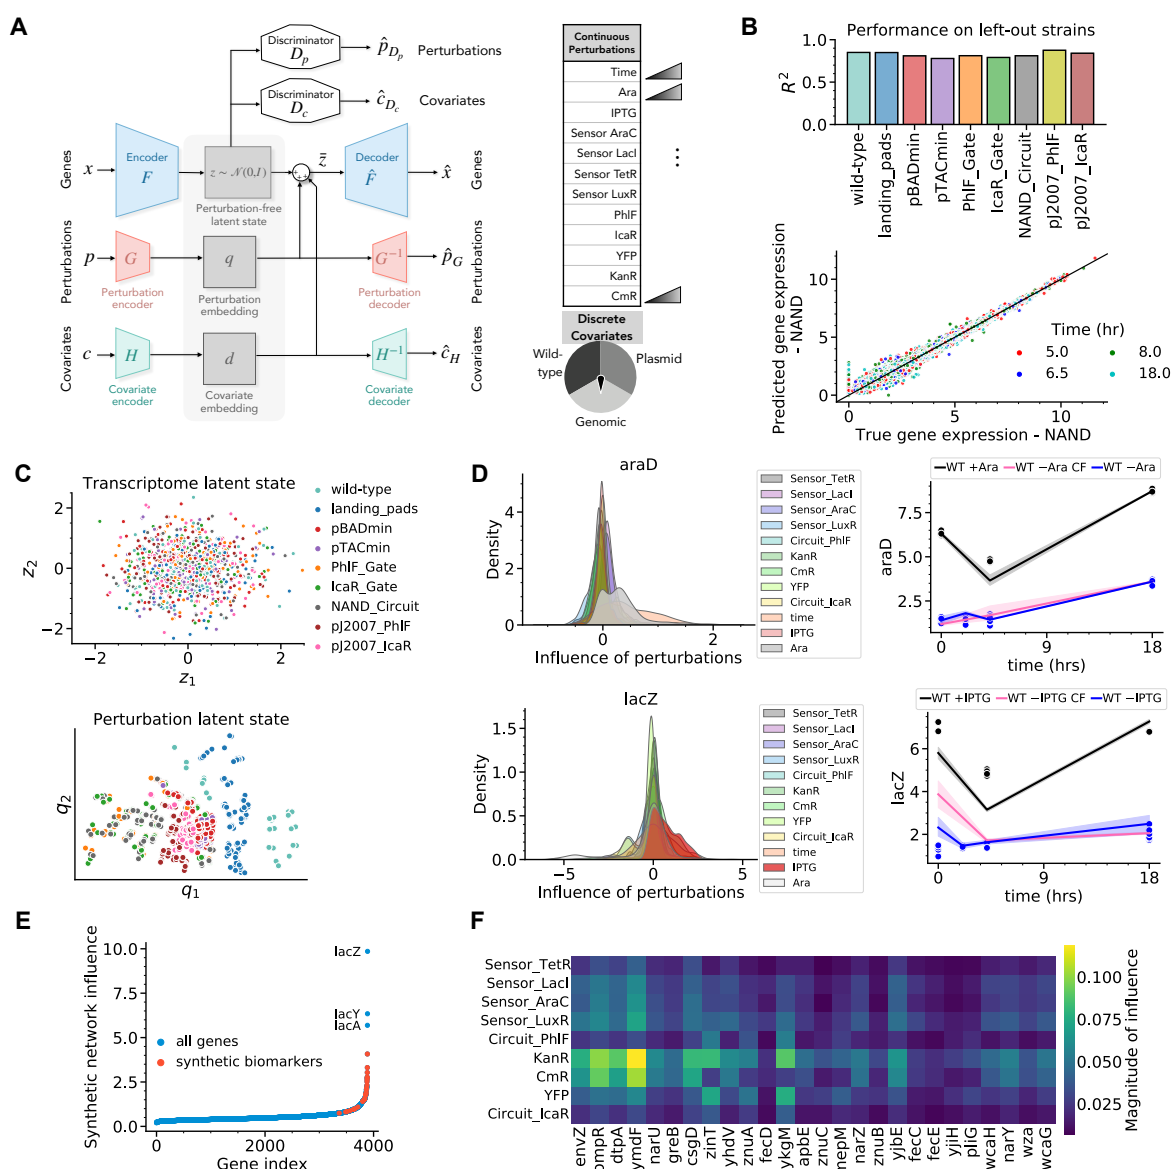 A
Discriminator
D_p
p̂_{D_p}
Perturbations
Discriminator
D_c
ĉ_{D_c}
Covariates
Genes
x
Encoder
F
z ∼ 𝒩(0,I)
Perturbation-free
latent state
z̄
Decoder
F̂
x̂
Genes
Perturbations
p
G
Perturbation
encoder
q
Perturbation
embedding
G⁻¹
Perturbation
decoder
p̂_G
Perturbations
Covariates
c
H
Covariate
encoder
d
Covariate
embedding
H⁻¹
Covariate
decoder
ĉ_H
Covariates
Continuous
Perturbations
Time
Ara
IPTG
Sensor AraC
Sensor LacI
Sensor TetR
Sensor LuxR
PhlF
IcaR
YFP
KanR
CmR
Discrete
Covariates
Wild-
type
Plasmid
Genomic
B
Performance on left-out strains
R²
1.0
0.5
0.0
wild-type
landing_pads
pBADmin
pTACmin
PhlF_Gate
IcaR_Gate
NAND_Circuit
pJ2007_PhlF
pJ2007_IcaR
Predicted gene expression
- NAND
10
5
0
Time (hr)
5.0
8.0
6.5
18.0
0
5
10
True gene expression - NAND
C
Transcriptome latent state
z₂
2
0
−2
−2
0
2
z₁
wild-type
landing_pads
pBADmin
pTACmin
PhlF_Gate
IcaR_Gate
NAND_Circuit
pJ2007_PhlF
pJ2007_IcaR
Perturbation latent state
q₂
q₁
D
araD
Density
4
2
0
0
2
Influence of perturbations
Sensor_TetR
Sensor_LacI
Sensor_AraC
Sensor_LuxR
Circuit_PhlF
KanR
CmR
YFP
Circuit_IcaR
time
IPTG
Ara
WT +Ara
WT −Ara CF
WT −Ara
araD
7.5
5.0
2.5
0
9
18
time (hrs)
lacZ
Density
1.5
1.0
0.5
0.0
−5
0
5
Influence of perturbations
Sensor_TetR
Sensor_LacI
Sensor_AraC
Sensor_LuxR
Circuit_PhlF
KanR
CmR
YFP
Circuit_IcaR
time
IPTG
Ara
WT +IPTG
WT −IPTG CF
WT −IPTG
lacZ
6
4
2
0
9
18
time (hrs)
E
Synthetic network influence
10.0
7.5
5.0
2.5
0.0
lacZ
lacY
lacA
all genes
synthetic biomarkers
0
2000
4000
Gene index
F
Sensor_TetR
Sensor_LacI
Sensor_AraC
Sensor_LuxR
Circuit_PhlF
KanR
CmR
YFP
Circuit_IcaR
envZ
ompR
dtpA
ymdF
narU
greB
csgD
zinT
yhdV
znuA
fecD
ykgM
apbE
znuC
mepM
narZ
znuB
yjbE
fecC
fecE
yjiH
pliG
wcaH
narY
wza
wcaG
0.100
0.075
0.050
0.025
Magnitude of influence